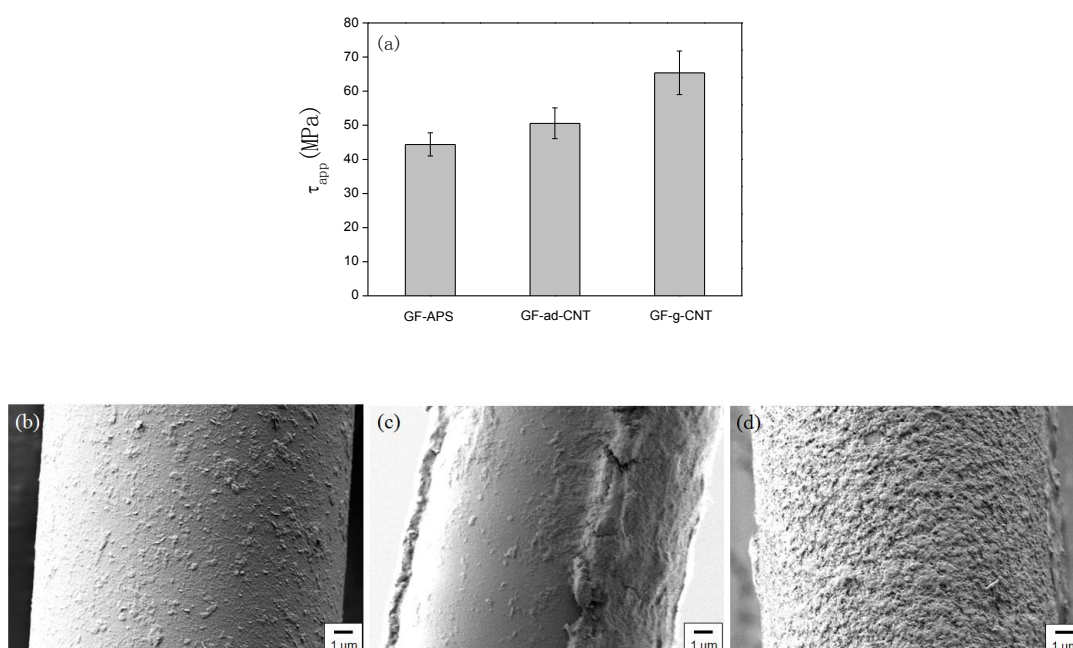 80
(a)
70
60
50
40
30
20
10
0
τapp (MPa)
GF-APS GF-ad-CNT GF-g-CNT
(b) (c) (d)
1 μm 1 μm 1 μm